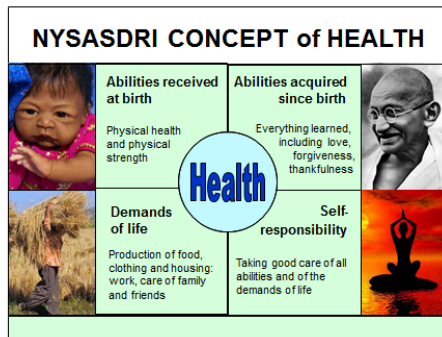 NYSASDRI CONCEPT of HEALTH
Abilities received
at birth
Physical health
and physical
strength
Abilities acquired
since birth
Everything learned,
including love,
forgiveness,
thankfulness
Health
Demands
of life
Production of food,
clothing and housing:
work, care of family
and friends
Self-
responsibility
Taking good care of all
abilities and of the
demands of life